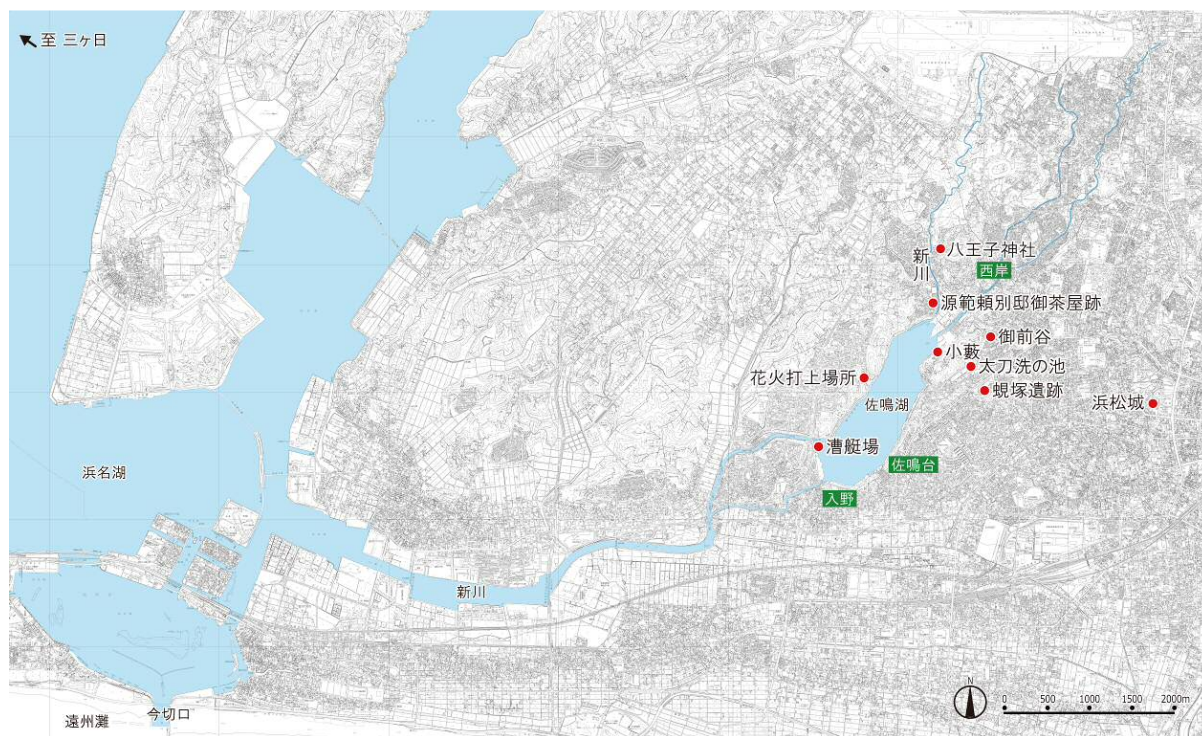 至 三ヶ日
八王子神社
新川
西岸
源範頼別邸御茶屋跡
御前谷
小藪
太刀洗の池
花火打上場所
蜆塚遺跡
佐鳴湖
浜松城
漕艇場
佐鳴台
浜名湖
入野
新川
N
0 500 1000 1500 2000m
今切口
遠州灘